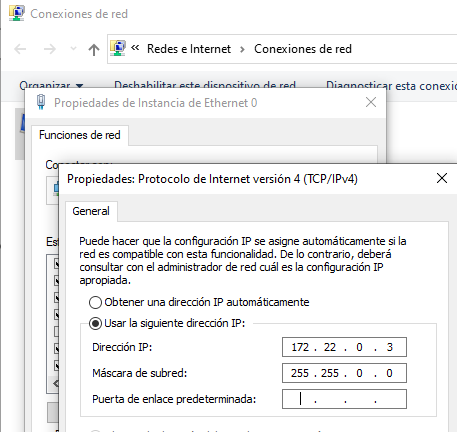 Conexiones de red
« Redes e Internet › Conexiones de red
Organizar Deshabilitar este dispositivo de red Diagnosticar esta conexió
Propiedades de Instancia de Ethernet 0
Funciones de red
Propiedades: Protocolo de Internet versión 4 (TCP/IPv4)
General
Puede hacer que la configuración IP se asigne automáticamente si la
red es compatible con esta funcionalidad. De lo contrario, deberá
consultar con el administrador de red cuál es la configuración IP
apropiada.
Obtener una dirección IP automáticamente
Usar la siguiente dirección IP:
Dirección IP: 172 . 22 . 0 . 3
Máscara de subred: 255 . 255 . 0 . 0
Puerta de enlace predeterminada: . . .